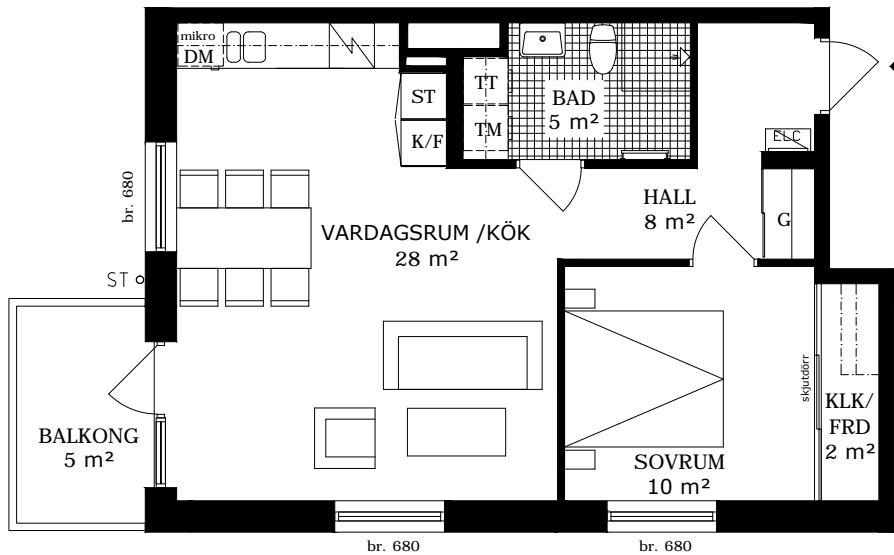 mikro
DM
ST
K/F
TT
TM
BAD
5 m²
ELC
HALL
8 m²
G
br. 680
VARDAGSRUM /KÖK
28 m²
ST
BALKONG
5 m²
skjutdörr
KLK/
FRD
2 m²
SOVRUM
10 m²
br. 680
br. 680